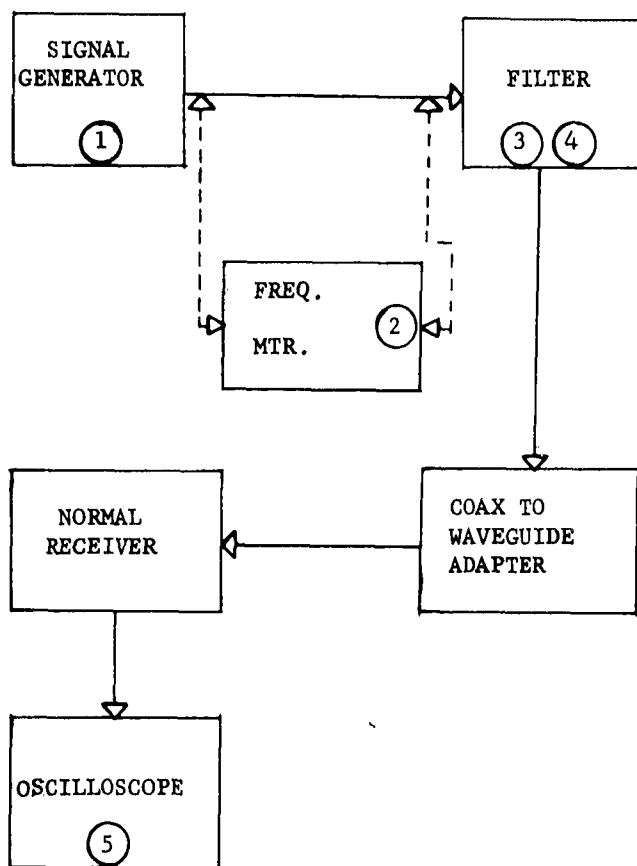 SIGNAL
GENERATOR
1
FILTER
3 4
FREQ.
MTR.
2
COAX TO
WAVEGUIDE
ADAPTER
NORMAL
RECEIVER
OSCILLOSCOPE
5